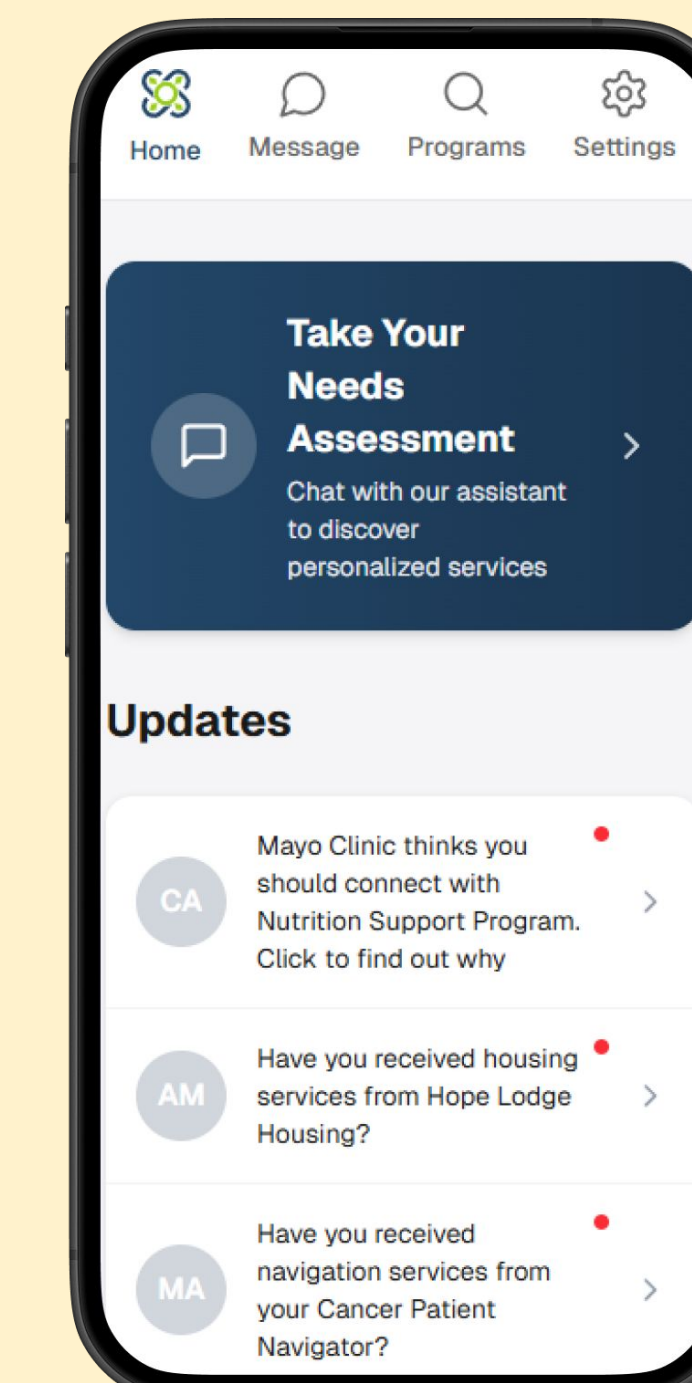 Home Message Programs Settings
Take Your
Needs
Assessment
Chat with our assistant
to discover
personalized services
Updates
CA
Mayo Clinic thinks you
should connect with
Nutrition Support Program.
Click to find out why
AM
Have you received housing
services from Hope Lodge
Housing?
MA
Have you received
navigation services from
your Cancer Patient
Navigator?